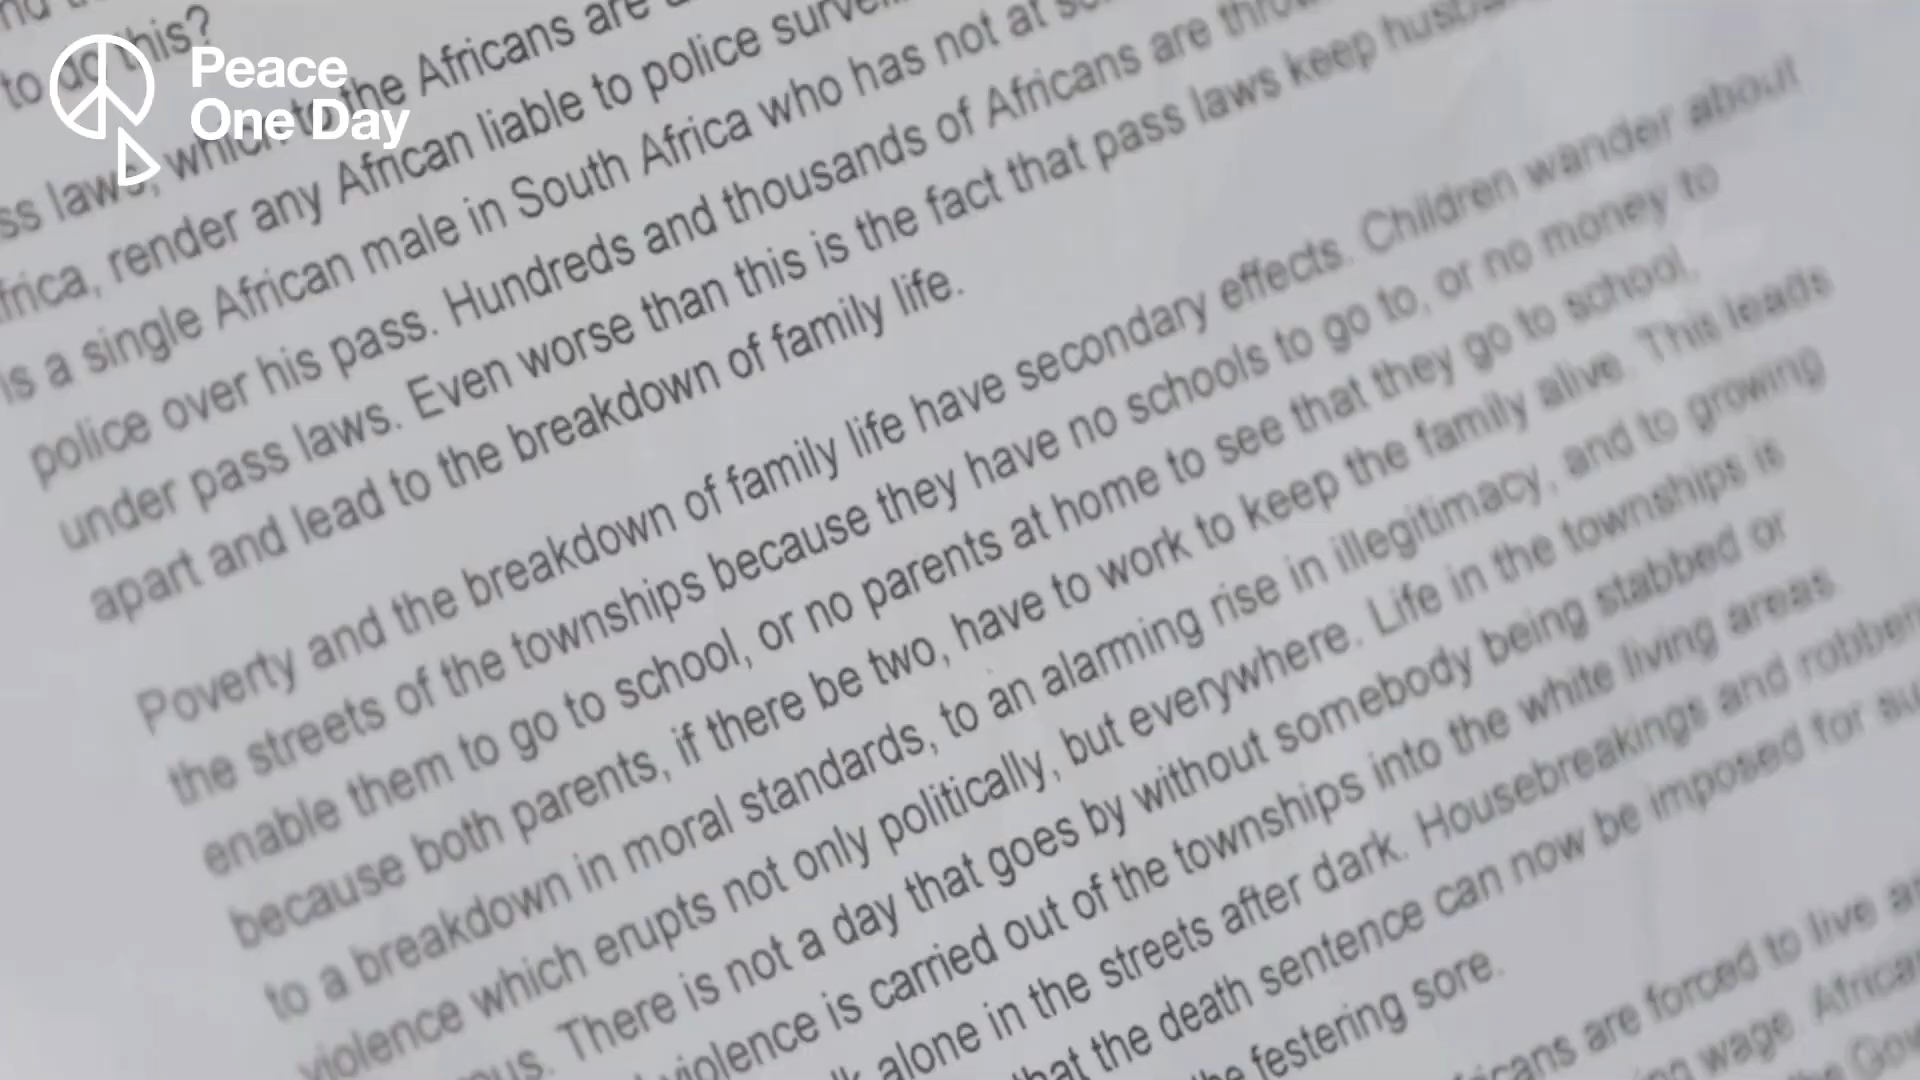 Peace
One Day
to do this?
laws, which to the Africans are
render any African liable to police
is a single African male in South Africa who has not at
police over his pass. Hundreds and thousands of Africans are
under pass laws. Even worse than this is the fact that pass laws keep
apart and lead to the breakdown of family life.
Poverty and the breakdown of family life have secondary effects. Children wander about
the streets of the townships because they have no schools to go to, or no money to
enable them to go to school, or no parents at home to see that they go to school,
because both parents, if there be two, have to work to keep the family alive. This leads
to a breakdown in moral standards, to an alarming rise in illegitimacy, and to growing
violence which erupts not only politically, but everywhere. Life in the townships is
There is not a day that goes by without somebody being stabbed or
violence is carried out of the townships into the white living areas.
alone in the streets after dark. Housebreakings and
that the death sentence can now be imposed for
festering sore.
are forced to live
wage.